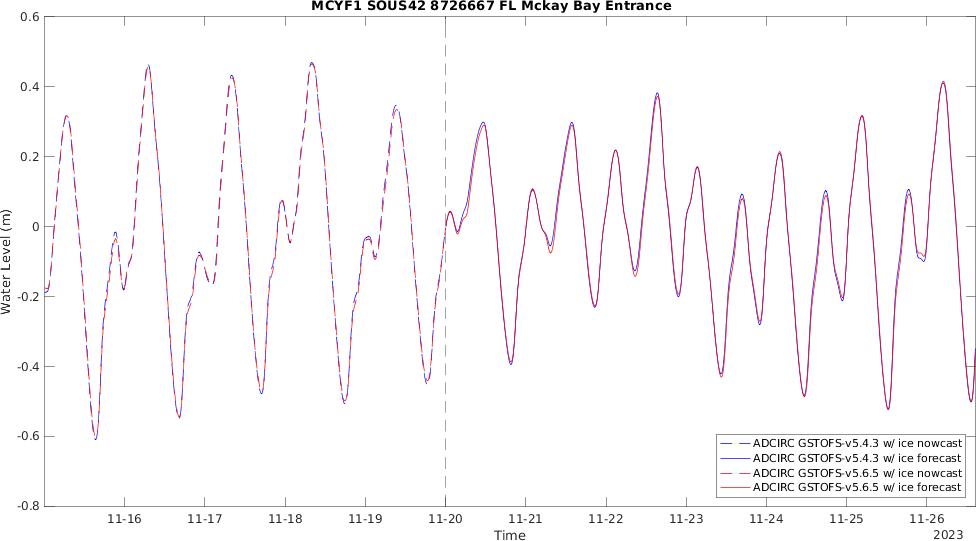 MCYF1 SOUS42 8726667 FL Mckay Bay Entrance
0.6
0.4
0.2
0
-0.2
-0.4
-0.6
-0.8
Water Level (m)
ADCIRC GSTOFS-v5.4.3 w/ ice nowcast
ADCIRC GSTOFS-v5.4.3 w/ ice forecast
ADCIRC GSTOFS-v5.6.5 w/ ice nowcast
ADCIRC GSTOFS-v5.6.5 w/ ice forecast
11-16 11-17 11-18 11-19 11-20 11-21 11-22 11-23 11-24 11-25 11-26
Time 2023